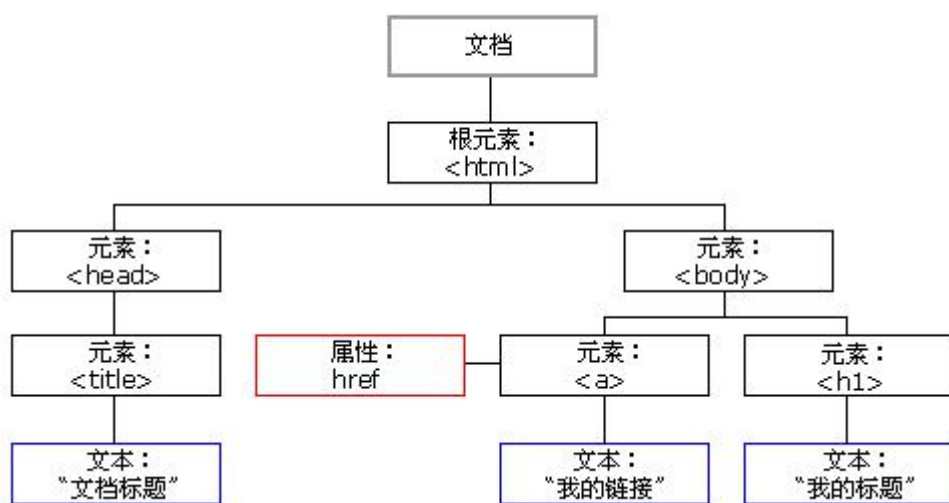 文档
根元素：
<html>
元素：
<head>
元素：
<body>
元素：
<title>
属性：
href
元素：
<a>
元素：
<h1>
文本：
"文档标题"
文本：
"我的链接"
文本：
"我的标题"